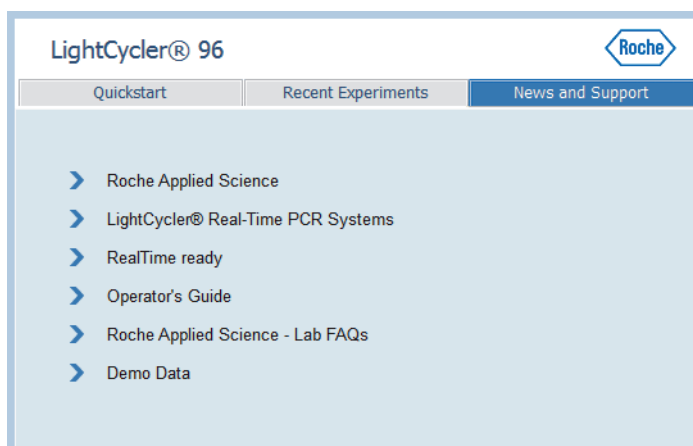 LightCycler® 96
Roche
Quickstart
Recent Experiments
News and Support
Roche Applied Science
LightCycler® Real-Time PCR Systems
RealTime ready
Operator's Guide
Roche Applied Science - Lab FAQs
Demo Data